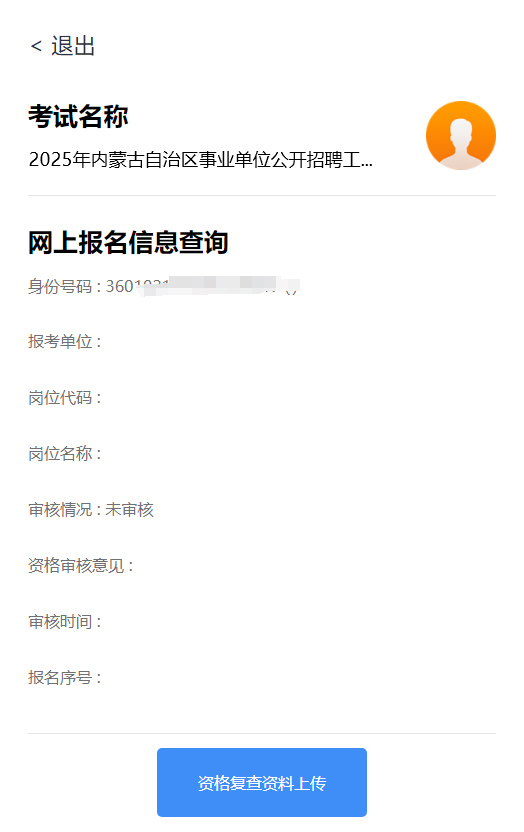 < 退出
考试名称
2025年内蒙古自治区事业单位公开招聘工...
网上报名信息查询
身份号码 : 3601
报考单位 :
岗位代码 :
岗位名称 :
审核情况 : 未审核
资格审核意见 :
审核时间 :
报名序号 :
资格复查资料上传